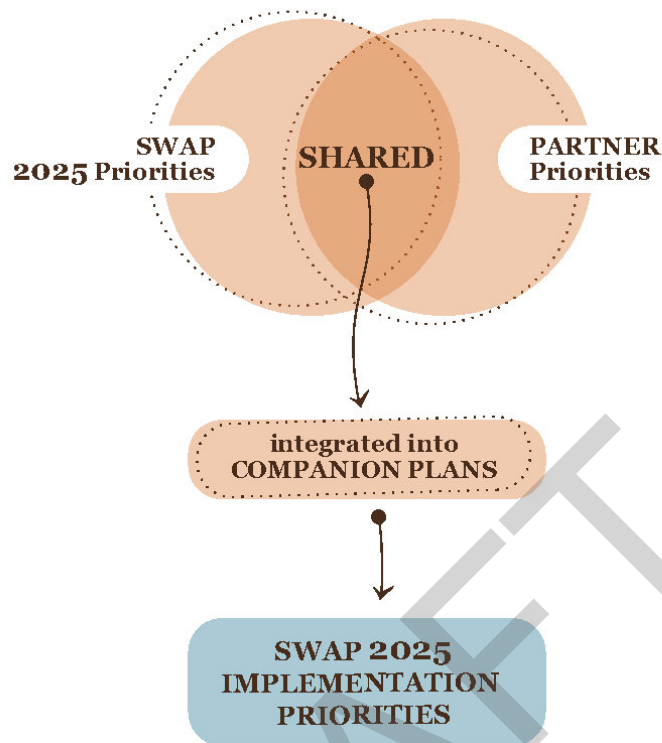 SWAP
2025 Priorities
SHARED
PARTNER
Priorities
integrated into
COMPANION PLANS
SWAP 2025
IMPLEMENTATION
PRIORITIES